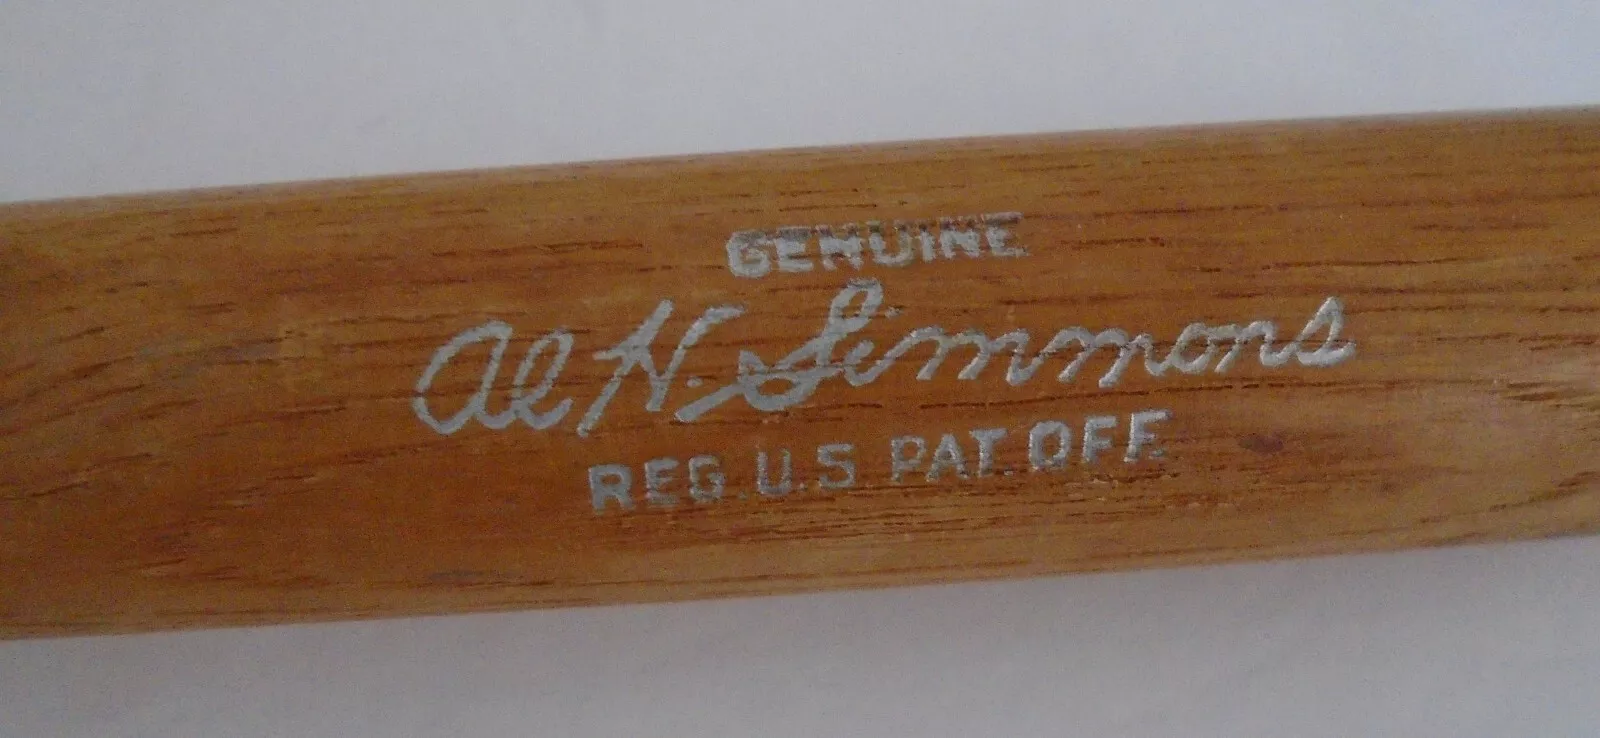 GENUINE
Al H. Simmons
REG. U.S. PAT. OFF.